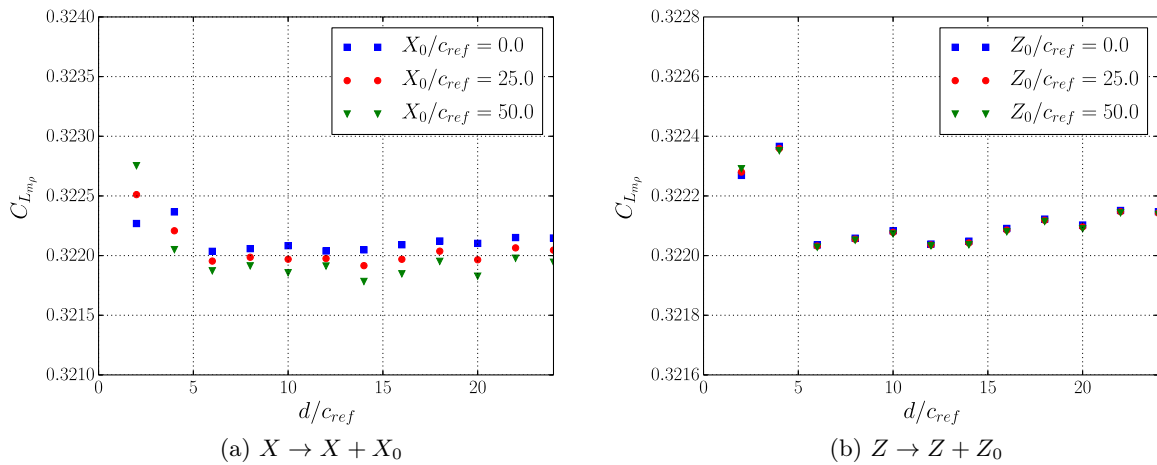 0.3240
0.3235
0.3230
0.3225
0.3220
0.3215
0.3210
C_{L_{mρ}}
0 5 10 15 20
d/c_{ref}
X_0/c_{ref} = 0.0
X_0/c_{ref} = 25.0
X_0/c_{ref} = 50.0
(a) X → X + X_0
0.3228
0.3226
0.3224
0.3222
0.3220
0.3218
0.3216
C_{L_{mρ}}
0 5 10 15 20
d/c_{ref}
Z_0/c_{ref} = 0.0
Z_0/c_{ref} = 25.0
Z_0/c_{ref} = 50.0
(b) Z → Z + Z_0